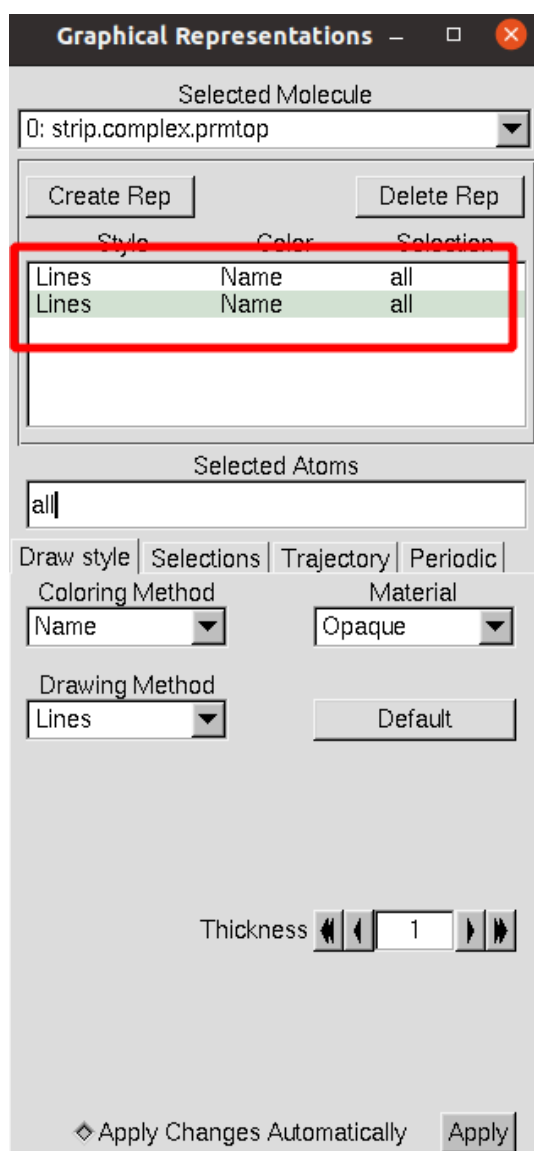 Graphical Representations
Selected Molecule
0: strip.complex.prmtop
Create Rep Delete Rep
Style Color Selection
Lines Name all
Lines Name all
Selected Atoms
all
Draw style Selections Trajectory Periodic
Coloring Method Material
Name Opaque
Drawing Method
Lines Default
Thickness 1
Apply Changes Automatically Apply